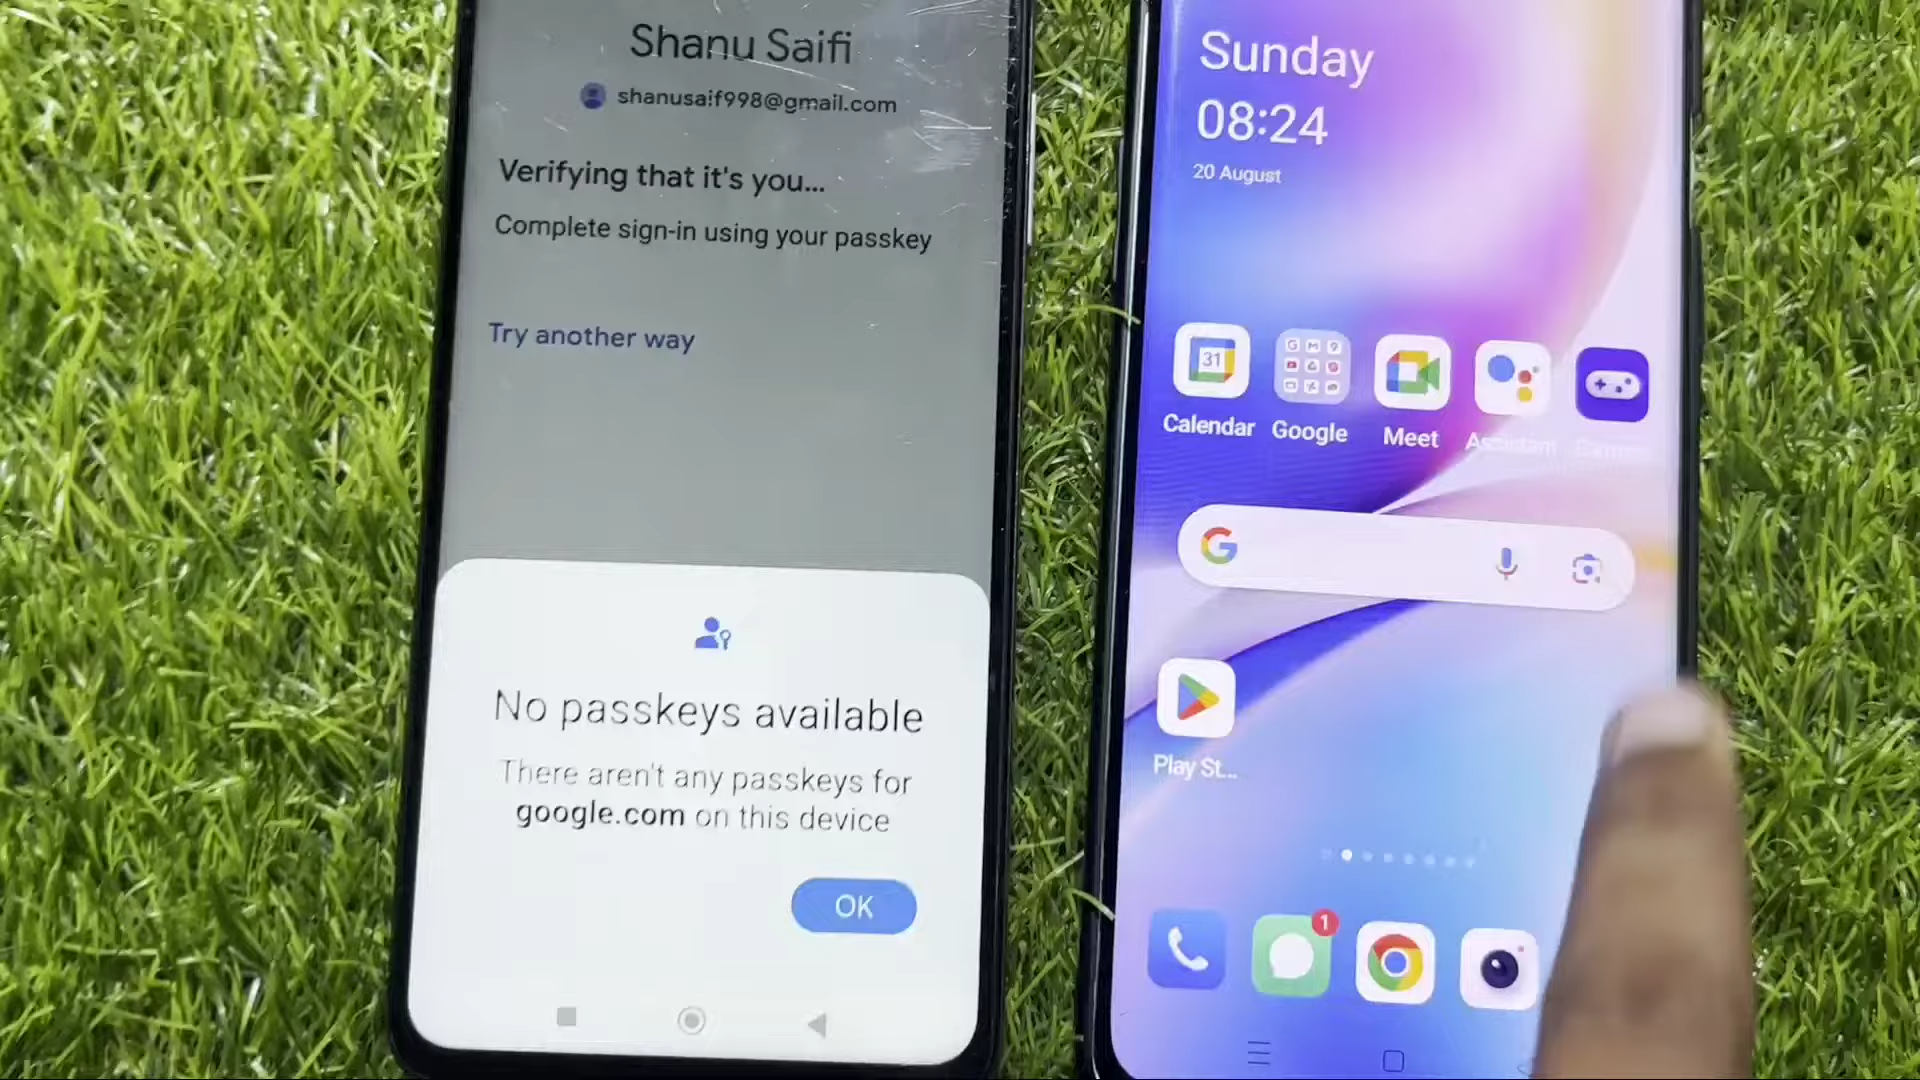 Shanu Saifi
shanusaif998@gmail.com
Verifying that it's you...
Complete sign-in using your passkey
Try another way
No passkeys available
There aren't any passkeys for
google.com on this device
OK
Sunday
08:24
20 August
31
Calendar
Google
Meet
Assistant
Play St...
1